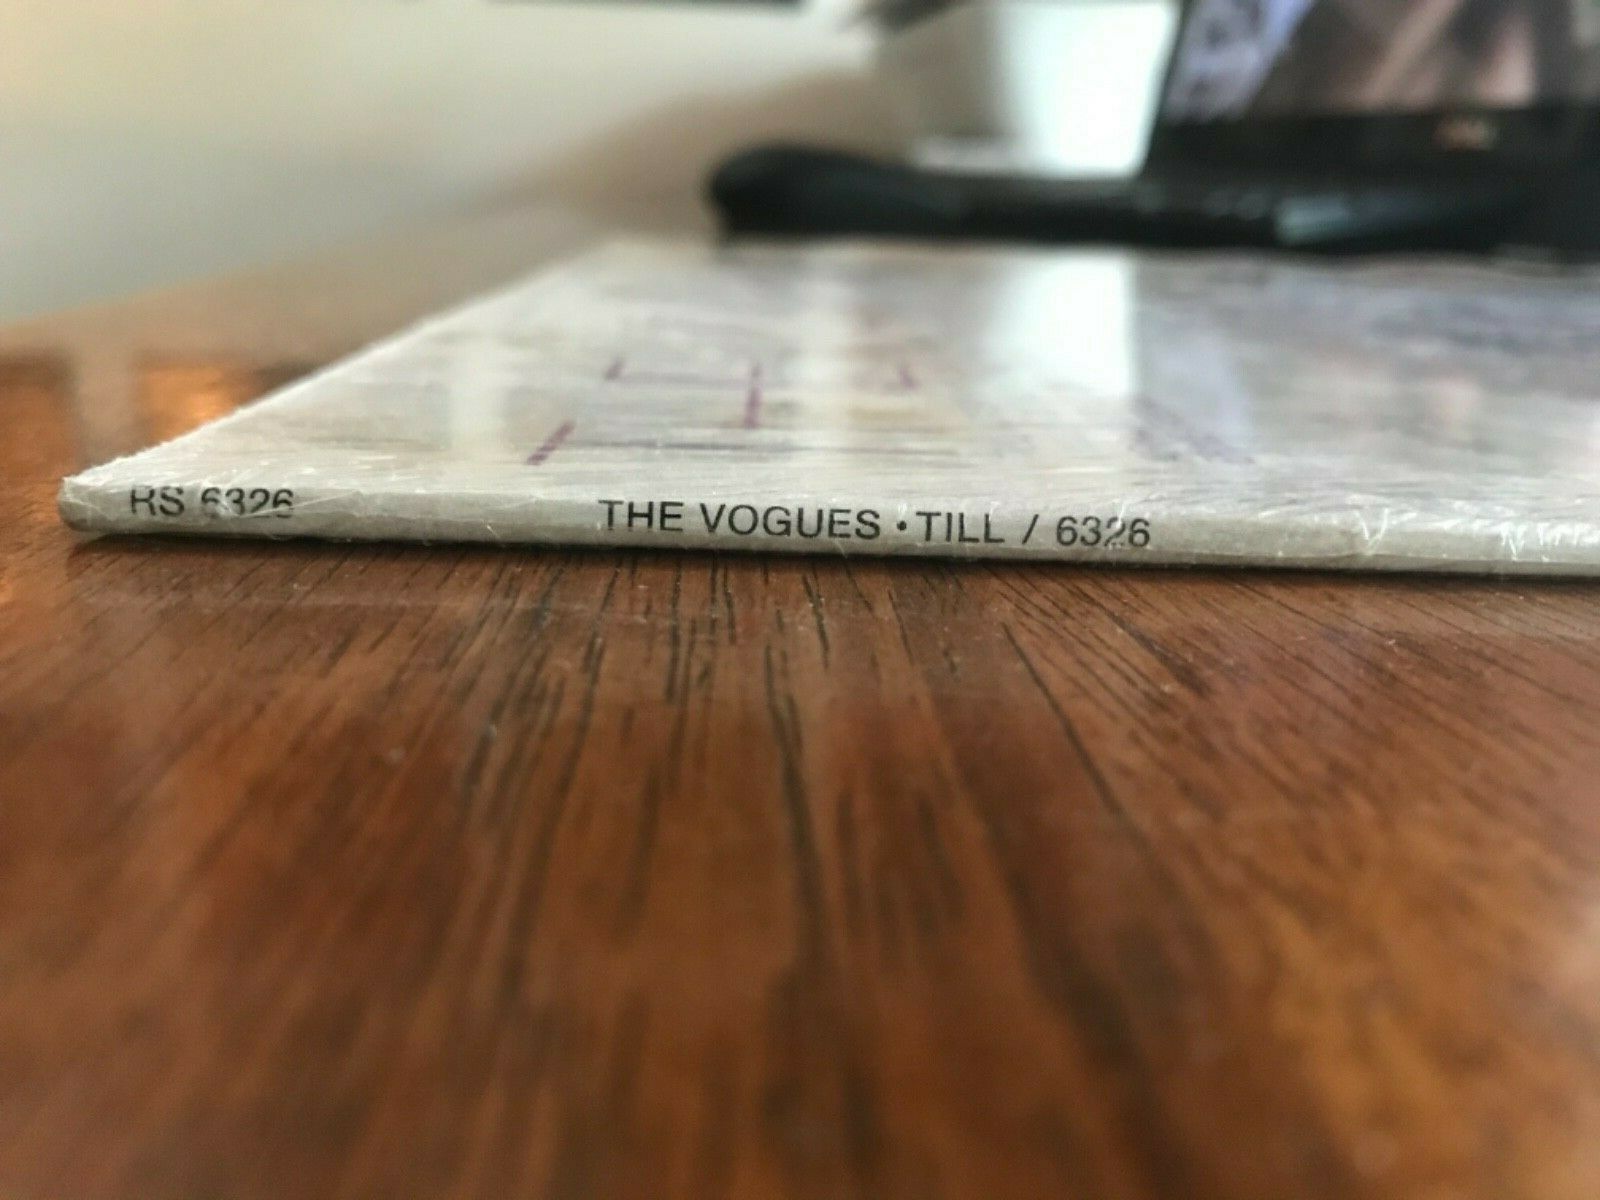 RS 6326
THE VOGUES • TILL / 6326